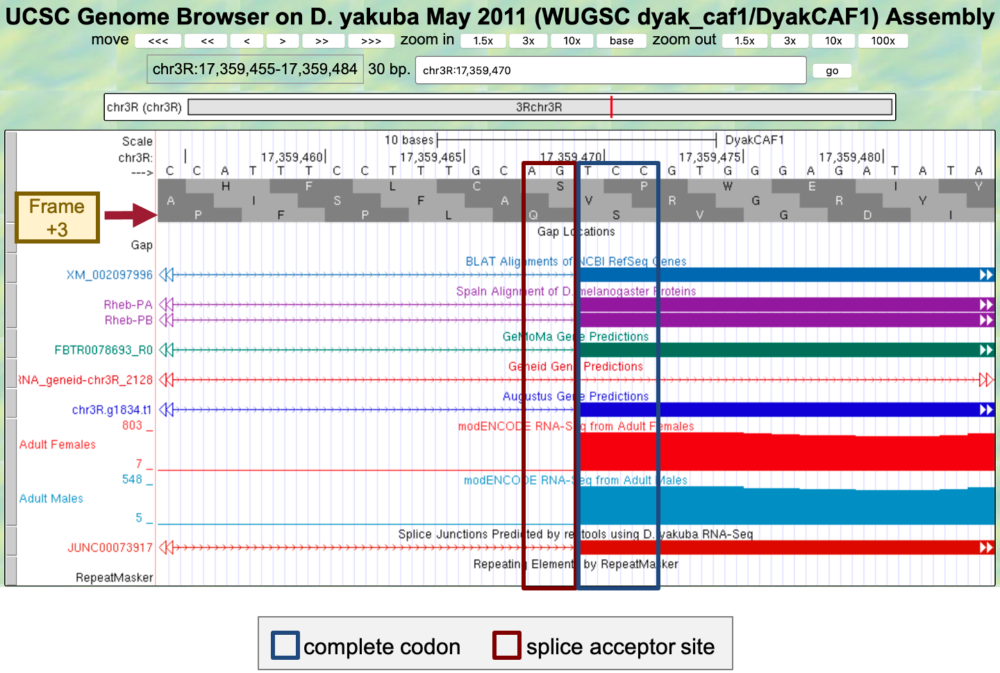 UCSC Genome Browser on D. yakuba May 2011 (WUGSC dyak_caf1/DyakCAF1) Assembly
move <<< << < > >> >>> zoom in 1.5x 3x 10x base zoom out 1.5x 3x 10x 100x
chr3R:17,359,455-17,359,484 30 bp. chr3R:17,359,470 go
chr3R (chr3R) 3Rchr3R
Scale 10 bases DyakCAF1
chr3R: 17,359,460 17,359,465 17,359,470 17,359,475 17,359,480
---> C C A T T T C C T T T G C A G T C C G T G G G A G A T A T A
H F L C S P W E I Y
A I S F A V R G R Y
P F P L Q S V G D I
Frame
+3
Gap Locations
Gap
BLAT Alignments of NCBI RefSeq Genes
XM_002097996
Spaln Alignment of D. melanogaster Proteins
Rheb-PA
Rheb-PB
GeMoMa Gene Predictions
FBTR0078693_R0
Geneid Gene Predictions
RNA_geneid-chr3R_2128
Augustus Gene Predictions
chr3R.g1834.t1
803 _ modENCODE RNA-Seq from Adult Females
Adult Females
7 _
548 _ modENCODE RNA-Seq from Adult Males
Adult Males
5 _
Splice Junctions Predicted by regtools using D. yakuba RNA-Seq
JUNC00073917
Repeating Elements by RepeatMasker
RepeatMasker
complete codon splice acceptor site